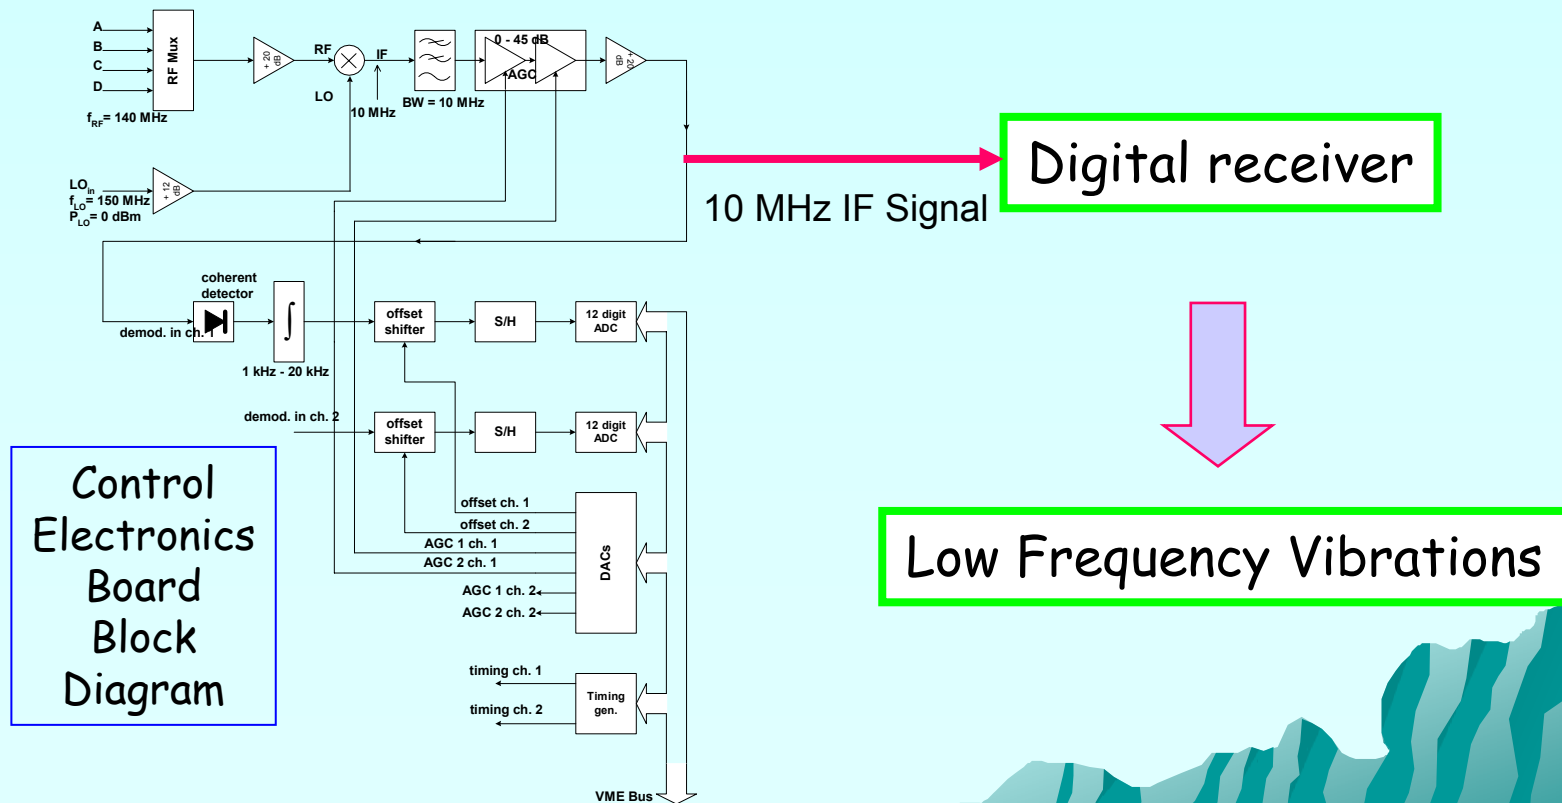 A
B
C
D
RF Mux
f_RF= 140 MHz
+ 20
dB
RF
LO
IF
10 MHz
BW = 10 MHz
0 - 45 dB
AGC
+ 20
dB
LO_in
f_LO= 150 MHz
P_LO= 0 dBm
+ 12
dB
10 MHz IF Signal
Digital receiver
coherent
detector
demod. in ch. 1
∫
1 kHz - 20 kHz
offset
shifter
S/H
12 digit
ADC
demod. in ch. 2
offset
shifter
S/H
12 digit
ADC
Control
Electronics
Board
Block
Diagram
offset ch. 1
offset ch. 2
AGC 1 ch. 1
AGC 2 ch. 1
AGC 1 ch. 2
AGC 2 ch. 2
DACs
timing ch. 1
timing ch. 2
Timing
gen.
VME Bus
Low Frequency Vibrations